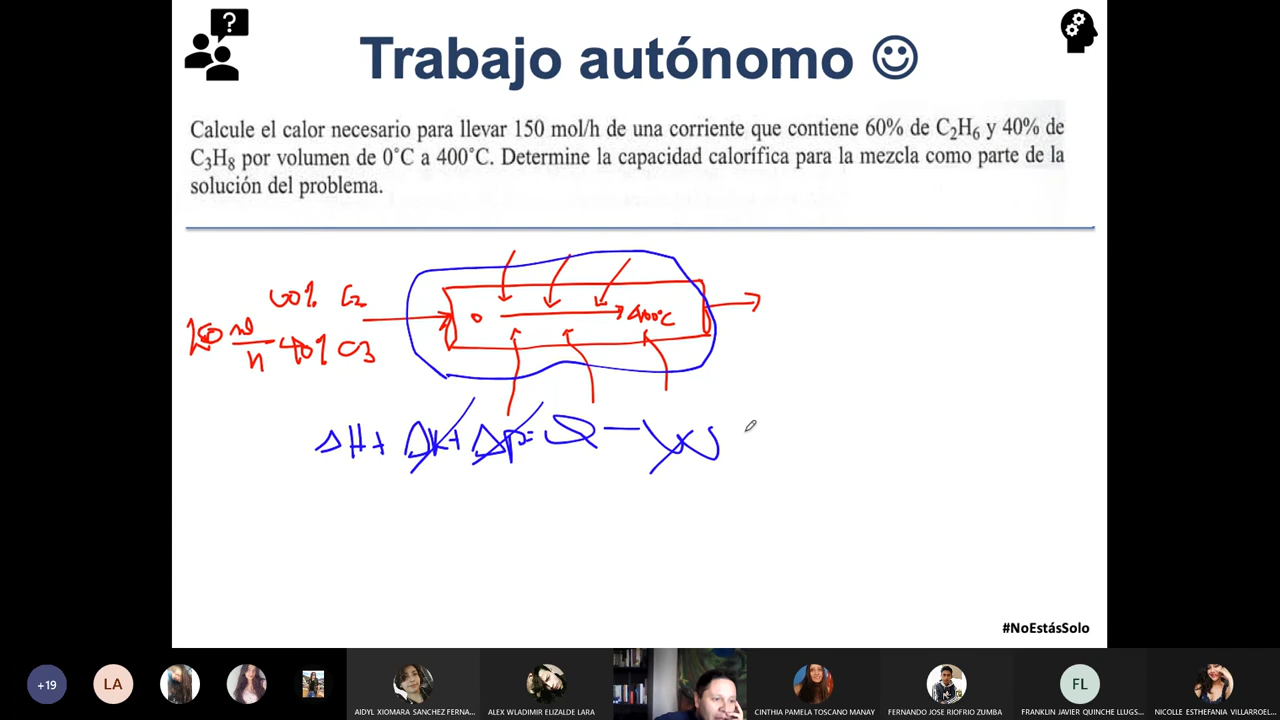 Trabajo autónomo
Calcule el calor necesario para llevar 150 mol/h de una corriente que contiene 60% de C₂H₆ y 40% de
C₃H₈ por volumen de 0°C a 400°C. Determine la capacidad calorífica para la mezcla como parte de la
solución del problema.
60% C2
0 400°C
40% C3
ΔH + ΔK + ΔP = Q - Ws
#NoEstásSolo
+19
LA
FL
AIDYL XIOMARA SANCHEZ FERNA...
ALEX WLADIMIR ELIZALDE LARA
CINTHIA PAMELA TOSCANO MANAY
FERNANDO JOSE RIOFRIO ZUMBA
FRANKLIN JAVIER QUINCHE LLUGS...
NICOLLE ESTHEFANIA VILLARROEL...